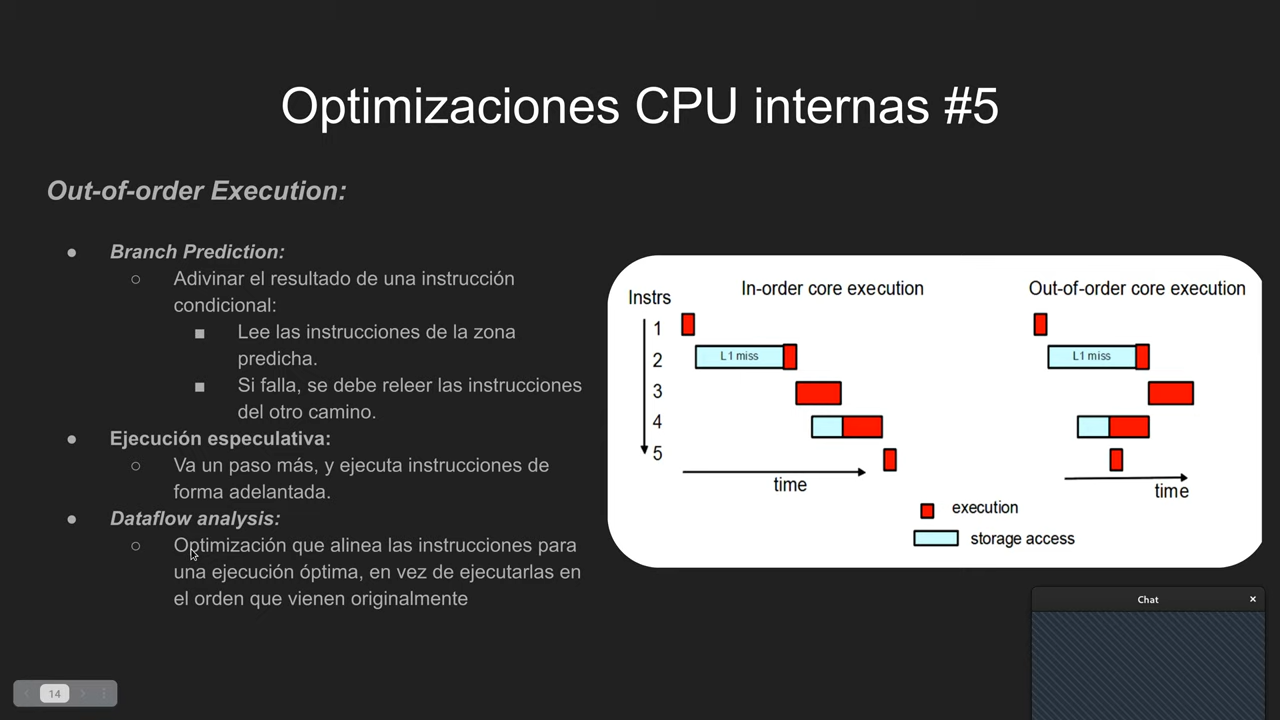 Optimizaciones CPU internas #5
Out-of-order Execution:
● Branch Prediction:
○ Adivinar el resultado de una instrucción
condicional:
■ Lee las instrucciones de la zona
predicha.
■ Si falla, se debe releer las instrucciones
del otro camino.
● Ejecución especulativa:
○ Va un paso más, y ejecuta instrucciones de
forma adelantada.
● Dataflow analysis:
○ Optimización que alinea las instrucciones para
una ejecución óptima, en vez de ejecutarlas en
el orden que vienen originalmente
Instrs
In-order core execution
Out-of-order core execution
1
2
L1 miss
L1 miss
3
4
5
time
time
execution
storage access
Chat
×
14